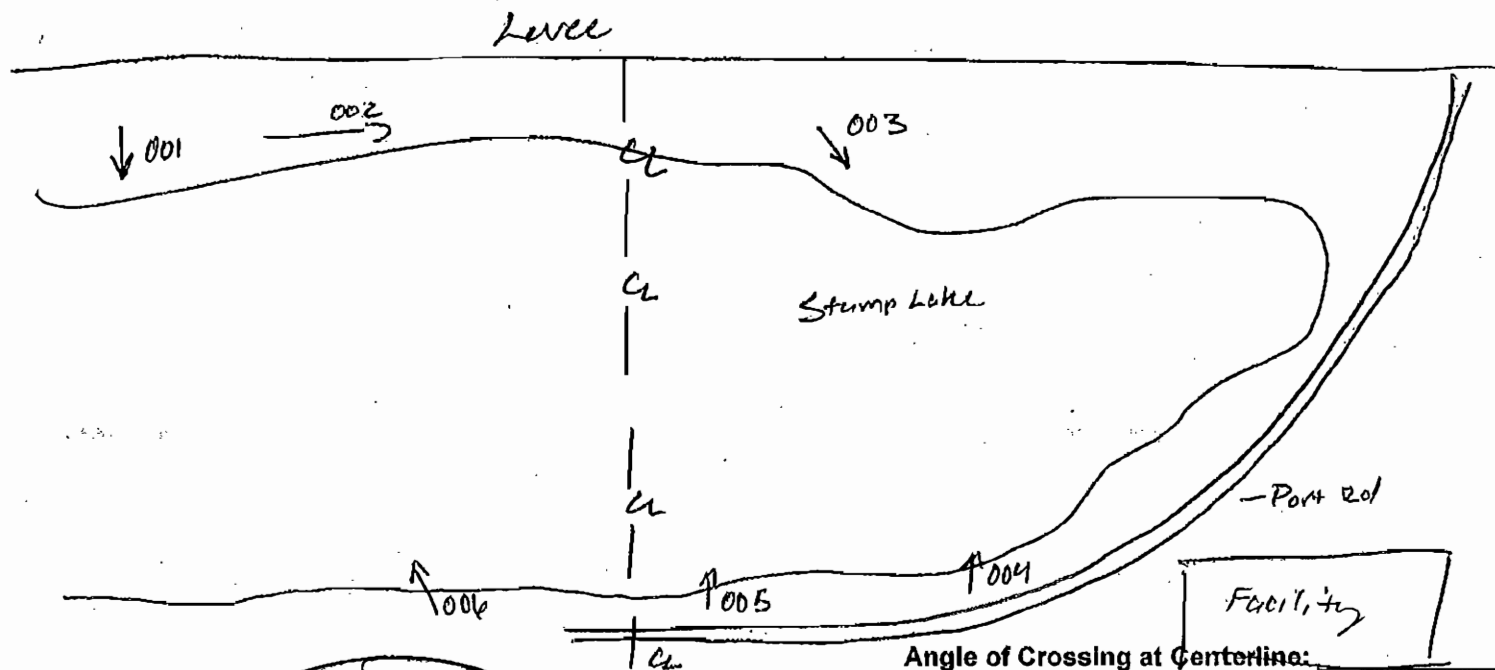 Levee
002
001
003
CL
CL
Stump Lake
CL
Port Rd
004
005
006
Facility
CL
Angle of Crossing at Centerline: